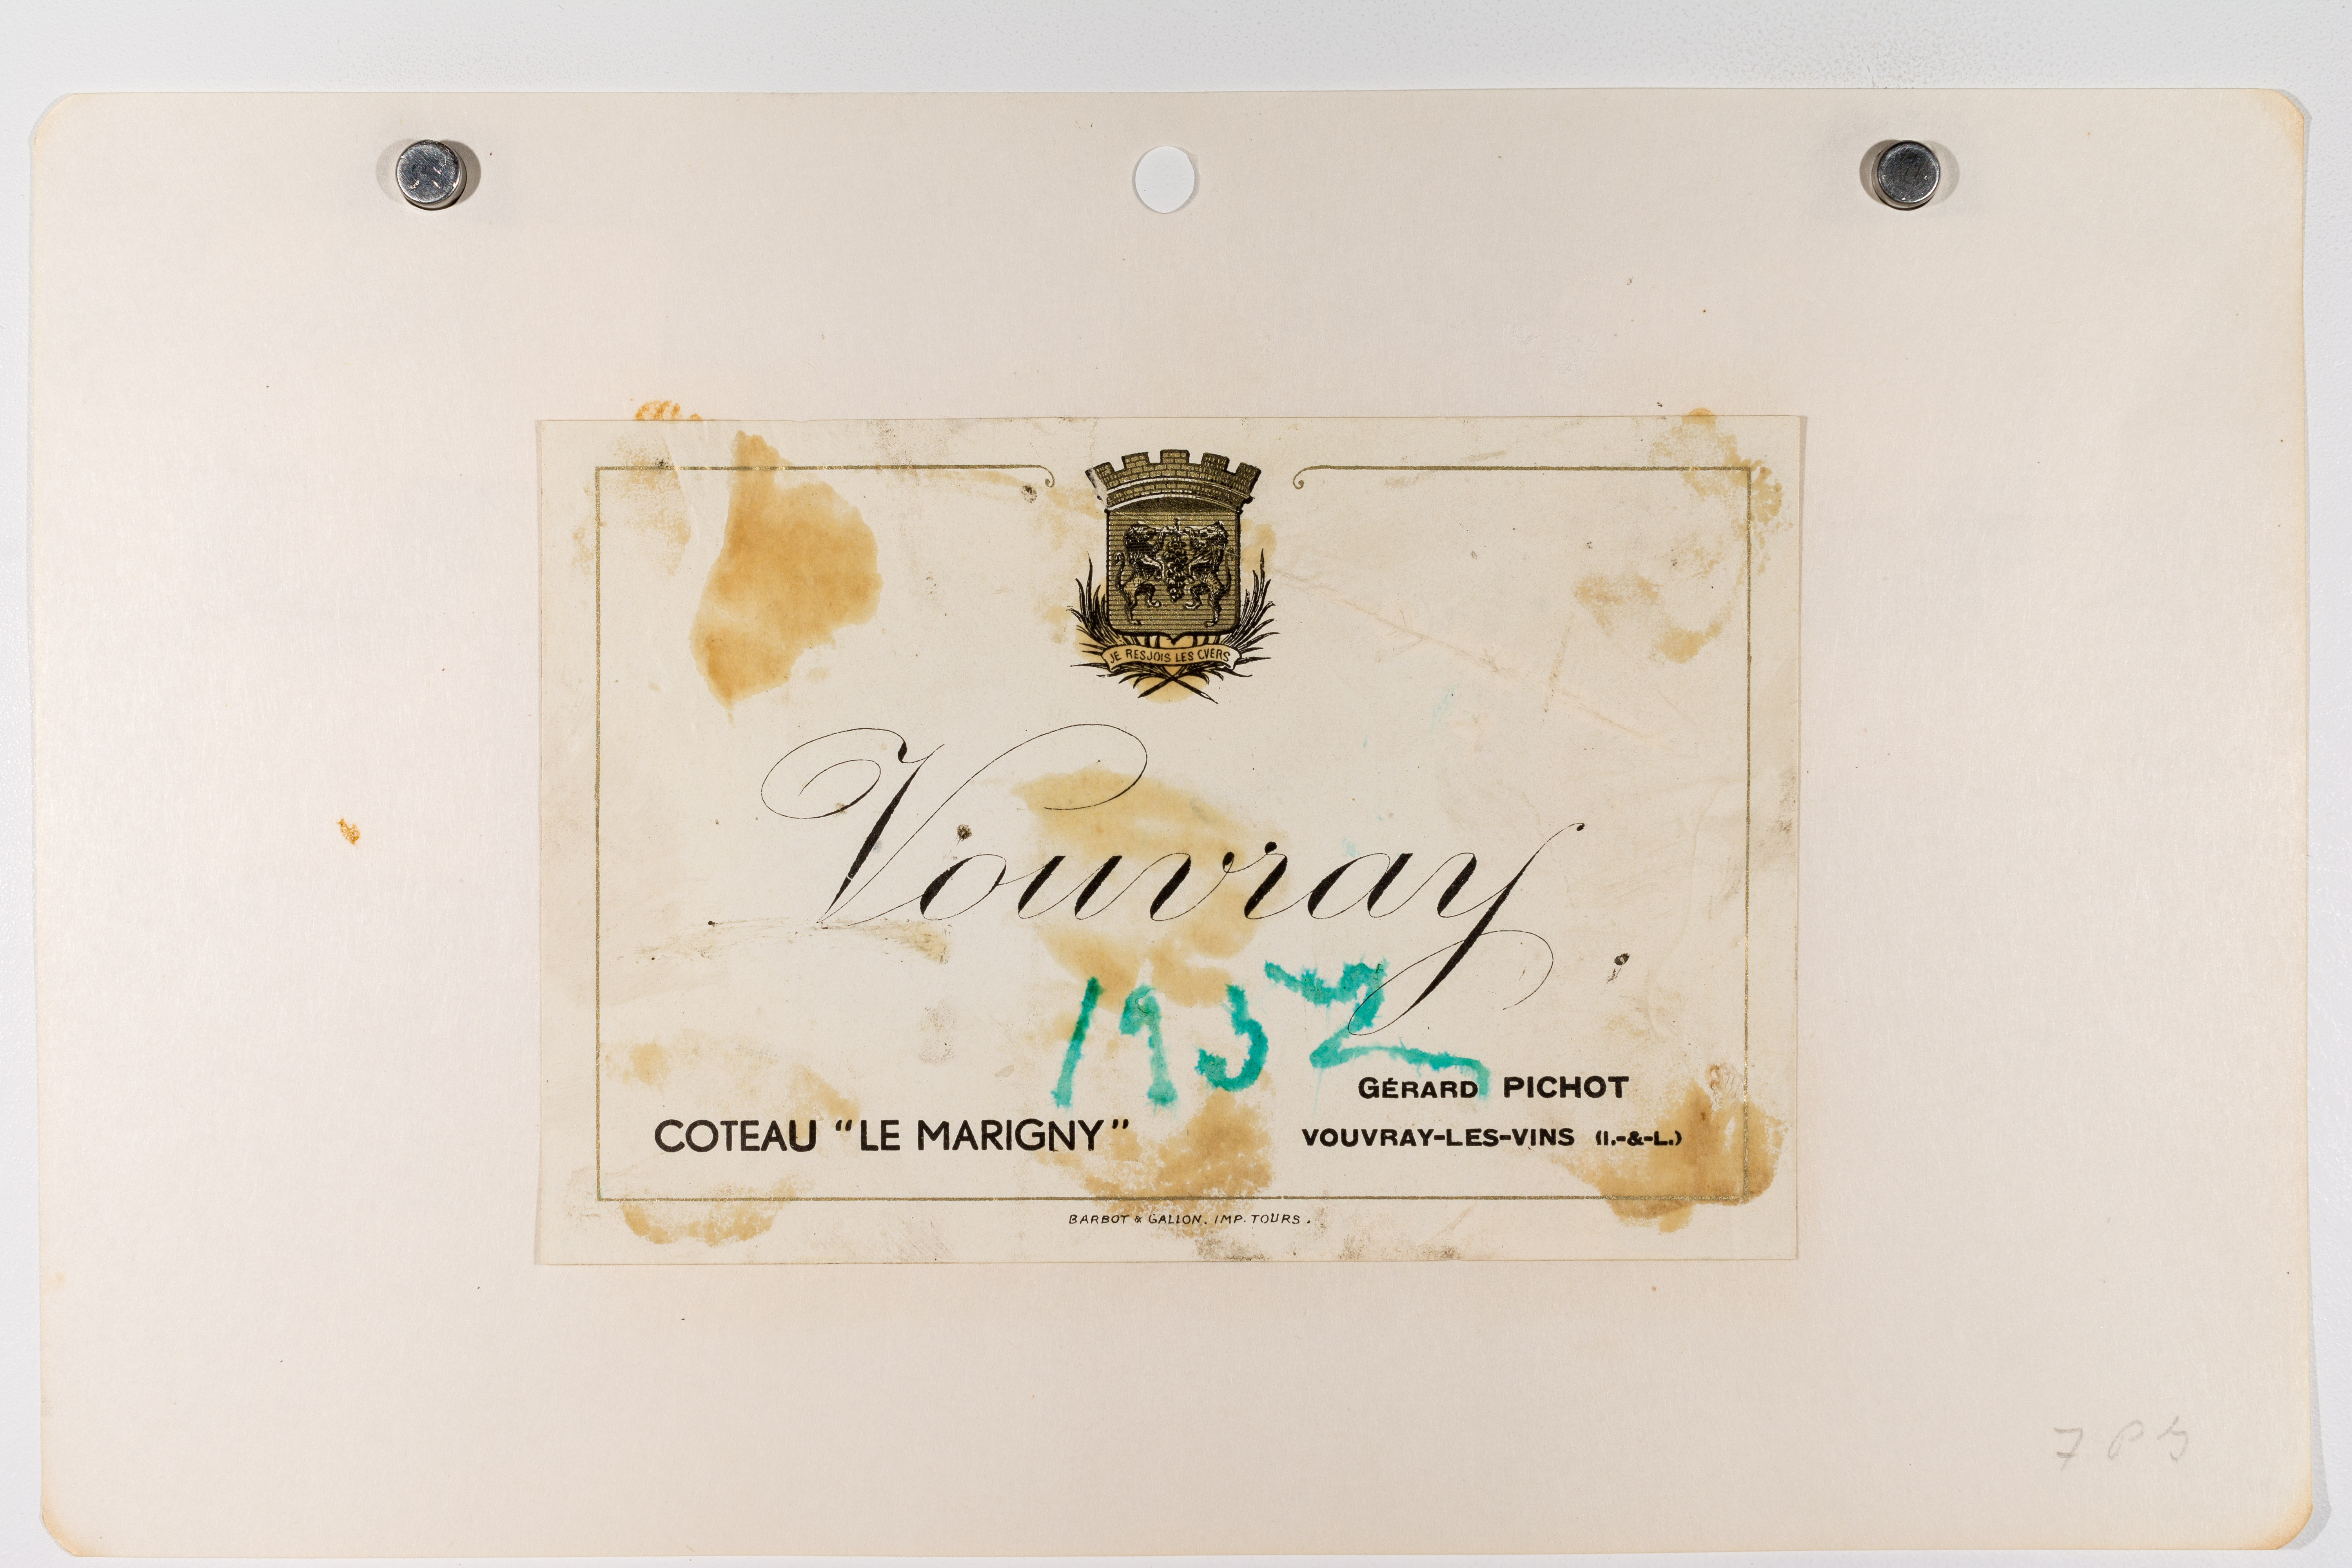 JE RESJOIS LES CVERS
Vouvray
1952
GÉRARD PICHOT
COTEAU "LE MARIGNY"
VOUVRAY-LES-VINS (I.-&-L.)
BARBOT & GALLON. IMP. TOURS.